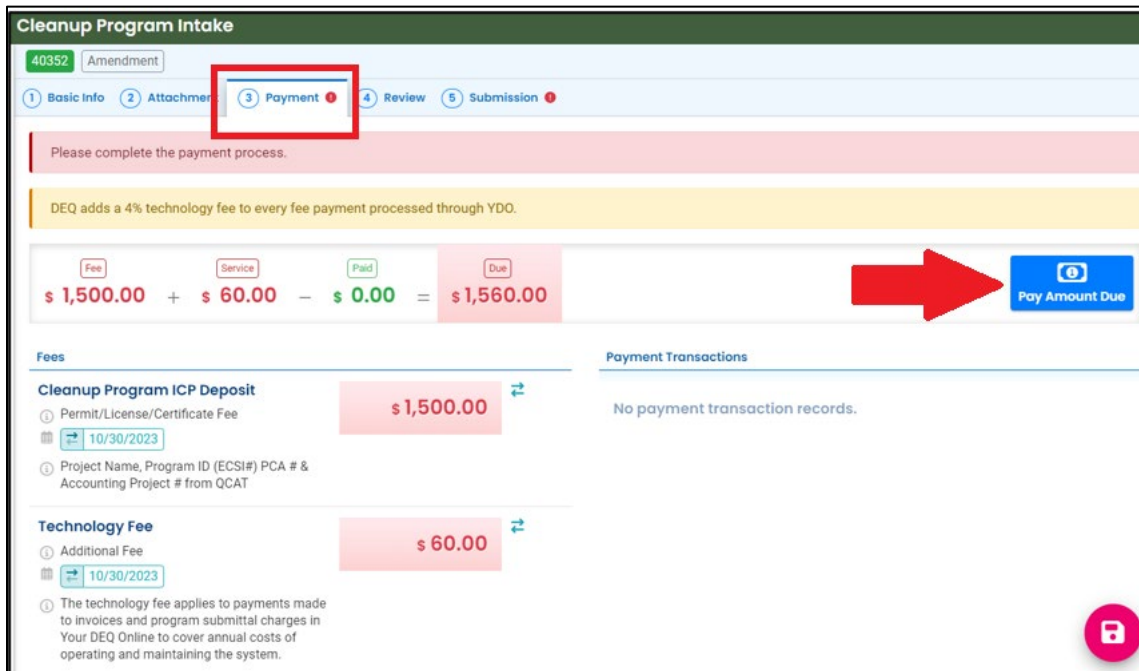 Cleanup Program Intake
40352 Amendment
1 Basic Info 2 Attachment 3 Payment ! 4 Review 5 Submission !
Please complete the payment process.
DEQ adds a 4% technology fee to every fee payment processed through YDO.
Fee Service Paid Due
$ 1,500.00 + $ 60.00 − $ 0.00 = $ 1,560.00
Pay Amount Due
Fees
Cleanup Program ICP Deposit
$ 1,500.00
Permit/License/Certificate Fee
10/30/2023
Project Name, Program ID (ECSI#) PCA # &
Accounting Project # from QCAT
Technology Fee
$ 60.00
Additional Fee
10/30/2023
The technology fee applies to payments made
to invoices and program submittal charges in
Your DEQ Online to cover annual costs of
operating and maintaining the system.
Payment Transactions
No payment transaction records.